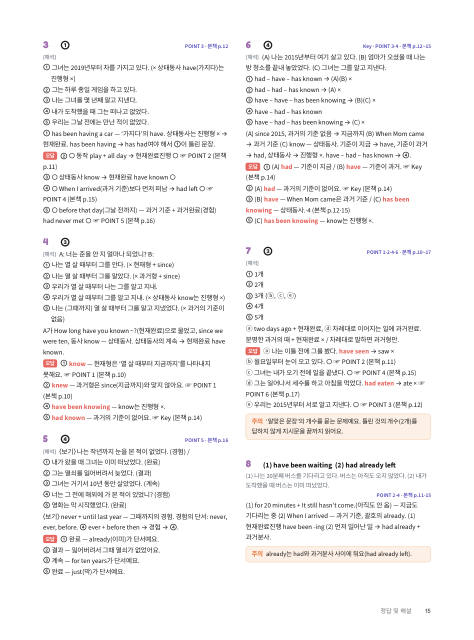 3 ① POINT 3 · 본책 p.12
[해석]
① 그녀는 2019년부터 차를 가지고 있다. (× 상태동사 have(가지다)는
진행형 ×)
② 그는 하루 종일 게임을 하고 있다.
③ 나는 그녀를 몇 년째 알고 지낸다.
④ 내가 도착했을 때 그는 떠나고 없었다.
⑤ 우리는 그날 전에는 만난 적이 없었다.
① has been having a car — '가지다'의 have. 상태동사는 진행형 × →
현재완료. has been having → has had여야 해서 ①이 틀린 문장.
오답 ② ○ 동작 play + all day → 현재완료진행 ○ ☞ POINT 2 (본책
p.11)
③ ○ 상태동사 know → 현재완료 have known ○
④ ○ When I arrived(과거 기준)보다 먼저 떠남 → had left ○ ☞
POINT 4 (본책 p.15)
⑤ ○ before that day(그날 전까지) — 과거 기준 + 과거완료(경험)
had never met ○ ☞ POINT 5 (본책 p.16)
4 ③
[해석] A: 너는 준을 안 지 얼마나 되었니? B:
① 나는 열 살 때부터 그를 안다. (× 현재형 + since)
② 나는 열 살 때부터 그를 알았다. (× 과거형 + since)
③ 우리가 열 살 때부터 나는 그를 알고 지내.
④ 우리가 열 살 때부터 그를 알고 지내. (× 상태동사 know는 진행형 ×)
⑤ 나는 (그때까지) 열 살 때부터 그를 알고 지냈었다. (× 과거의 기준이
없음)
A가 How long have you known ~?(현재완료)으로 물었고, since we
were ten, 동사 know — 상태동사. 상태동사의 계속 → 현재완료 have
known.
오답 ① know — 현재형은 '열 살 때부터 지금까지'를 나타내지
못해요. ☞ POINT 1 (본책 p.10)
② knew — 과거형은 since(지금까지)와 맞지 않아요. ☞ POINT 1
(본책 p.10)
④ have been knowing — know는 진행형 ×.
⑤ had known — 과거의 기준이 없어요. ☞ Key (본책 p.14)
5 ④ POINT 5 · 본책 p.16
[해석] (보기) 나는 작년까지 눈을 본 적이 없었다. (경험) /
① 내가 왔을 때 그녀는 이미 떠났었다. (완료)
② 그는 열쇠를 잃어버려서 늦었다. (결과)
③ 그녀는 거기서 10년 동안 살았었다. (계속)
④ 너는 그 전에 해외에 가 본 적이 있었니? (경험)
⑤ 영화는 막 시작했었다. (완료)
(보기) never + until last year — 그때까지의 경험. 경험의 단서: never,
ever, before. ④ ever + before then → 경험 → ④.
오답 ① 완료 — already(이미)가 단서예요.
② 결과 — 잃어버려서 그때 열쇠가 없었어요.
③ 계속 — for ten years가 단서예요.
⑤ 완료 — just(막)가 단서예요.
6 ④ Key · POINT 3·4 · 본책 p.12~15
[해석] (A) 나는 2015년부터 여기 살고 있다. (B) 엄마가 오셨을 때 나는
방 청소를 끝내 놓았었다. (C) 그녀는 그를 알고 지낸다.
① had – have – has known → (A)(B) ×
② had – had – has known → (A) ×
③ have – have – has been knowing → (B)(C) ×
④ have – had – has known
⑤ have – had – has been knowing → (C) ×
(A) since 2015, 과거의 기준 없음 → 지금까지 (B) When Mom came
→ 과거 기준 (C) know — 상태동사. 기준이 지금 → have, 기준이 과거
→ had, 상태동사 → 진행형 ×. have – had – has known → ④.
오답 ① (A) had — 기준이 지금 / (B) have — 기준이 과거. ☞ Key
(본책 p.14)
② (A) had — 과거의 기준이 없어요. ☞ Key (본책 p.14)
③ (B) have — When Mom came은 과거 기준 / (C) has been
knowing — 상태동사. 4 (본책 p.12·15)
⑤ (C) has been knowing — know는 진행형 ×.
7 ③ POINT 1·2·4·6 · 본책 p.10~17
[해석]
① 1개
② 2개
③ 3개 (ⓑ, ⓒ, ⓔ)
④ 4개
⑤ 5개
ⓐ two days ago + 현재완료, ⓓ 차례대로 이어지는 일에 과거완료.
분명한 과거의 때 + 현재완료 × / 차례대로 말하면 과거형만.
오답 ⓐ 나는 이틀 전에 그를 봤다. have seen → saw ×
ⓑ 월요일부터 눈이 오고 있다. ○ ☞ POINT 2 (본책 p.11)
ⓒ 그녀는 내가 오기 전에 일을 끝냈다. ○ ☞ POINT 4 (본책 p.15)
ⓓ 그는 일어나서 세수를 하고 아침을 먹었다. had eaten → ate × ☞
POINT 6 (본책 p.17)
ⓔ 우리는 2015년부터 서로 알고 지낸다. ○ ☞ POINT 3 (본책 p.12)
주의 '알맞은 문장'의 개수를 묻는 문제예요. 틀린 것의 개수(2개)를
답하지 않게 지시문을 끝까지 읽어요.
8 (1) have been waiting (2) had already left
(1) 나는 20분째 버스를 기다리고 있다. 버스는 아직도 오지 않았다. (2) 내가
도착했을 때 버스는 이미 떠났었다.
POINT 2·4 · 본책 p.11~15
(1) for 20 minutes + It still hasn't come.(아직도 안 옴) — 지금도
기다리는 중 (2) When I arrived — 과거 기준, 끝호의 already. (1)
현재완료진행 have been -ing (2) 먼저 일어난 일 → had already +
과거분사.
주의 already는 had와 과거분사 사이에 둬요(had already left).
정답 및 해설 15